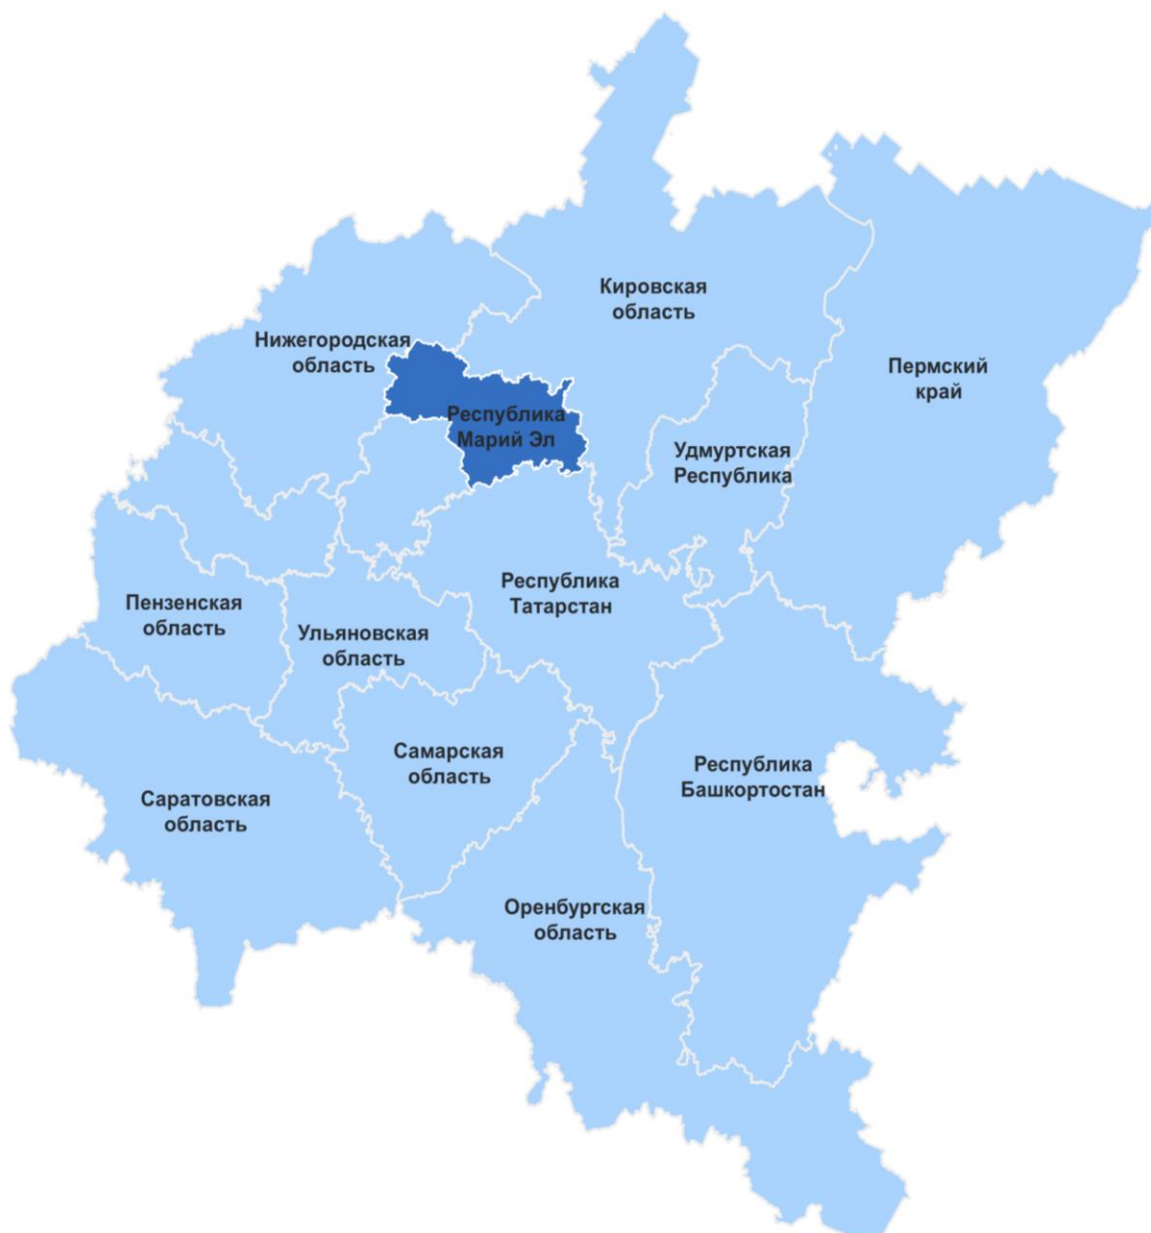 Кировская
область
Нижегородская
область
Пермский
край
Республика
Марий Эл
Удмуртская
Республика
Республика
Татарстан
Пензенская
область
Ульяновская
область
Самарская
область
Республика
Башкортостан
Саратовская
область
Оренбургская
область